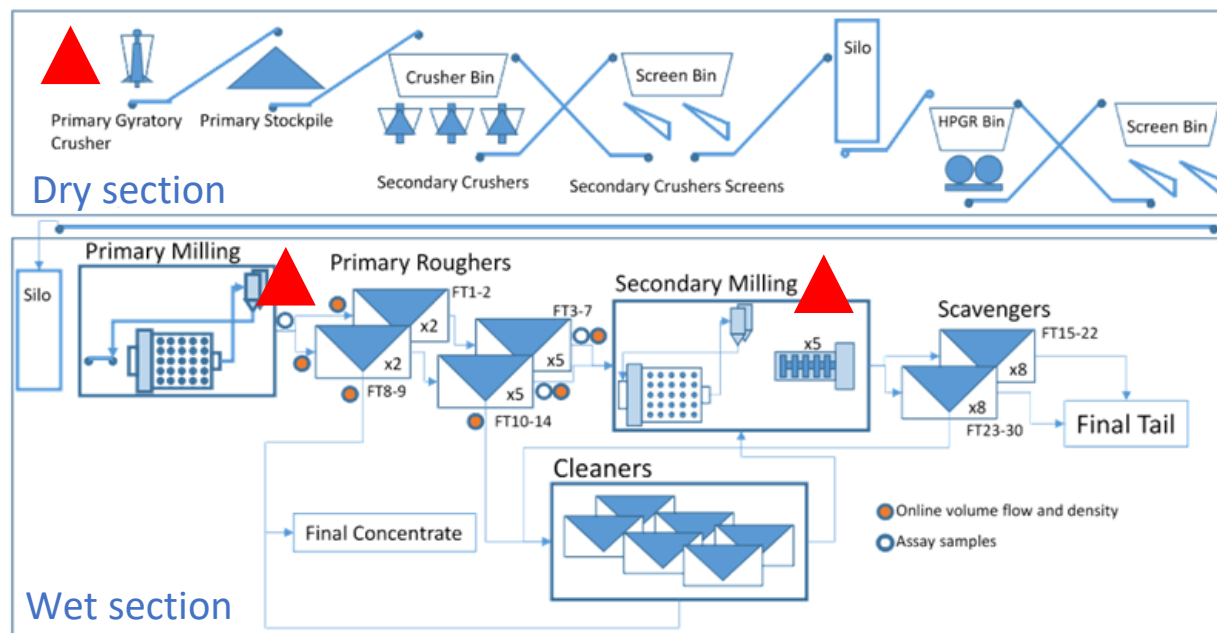 Primary Gyratory
Crusher
Primary Stockpile
Crusher Bin
Secondary Crushers
Screen Bin
Secondary Crushers Screens
Silo
HPGR Bin
Screen Bin
Dry section
Silo
Primary Milling
Primary Roughers
FT1-2
x2
x2
FT8-9
FT3-7
x5
x5
FT10-14
Secondary Milling
x5
Scavengers
FT15-22
x8
x8
FT23-30
Final Tail
Cleaners
Final Concentrate
Online volume flow and density
Assay samples
Wet section